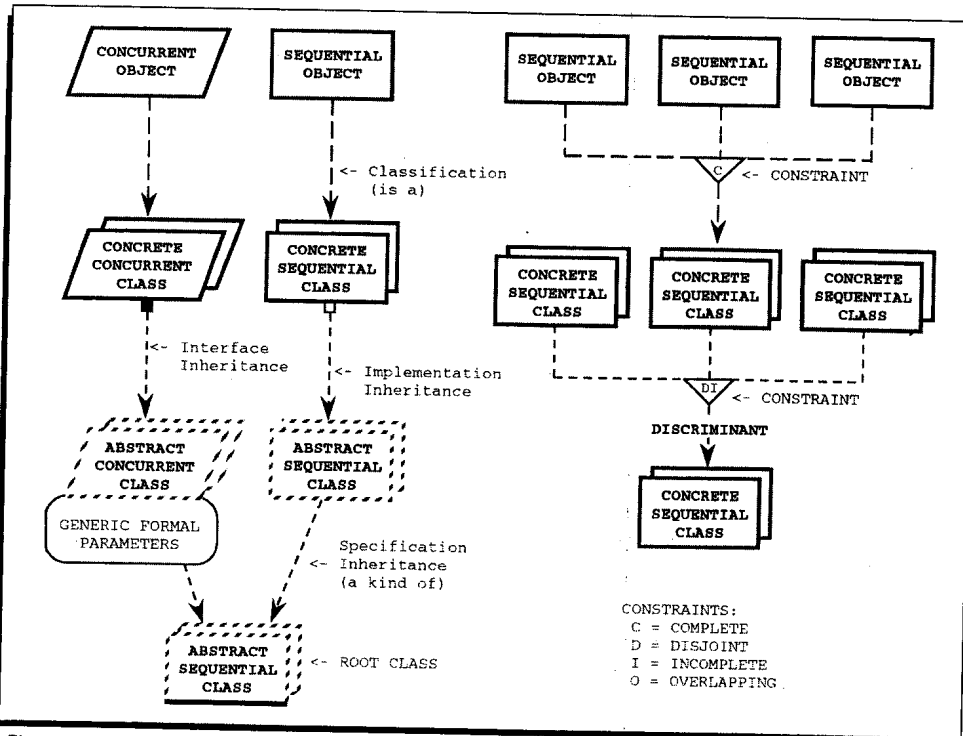 CONCURRENT
OBJECT
SEQUENTIAL
OBJECT
SEQUENTIAL
OBJECT
SEQUENTIAL
OBJECT
SEQUENTIAL
OBJECT
<- Classification
(is a)
C
<- CONSTRAINT
CONCRETE
CONCURRENT
CLASS
CONCRETE
SEQUENTIAL
CLASS
CONCRETE
SEQUENTIAL
CLASS
CONCRETE
SEQUENTIAL
CLASS
CONCRETE
SEQUENTIAL
CLASS
<- Interface
Inheritance
<- Implementation
Inheritance
DI
<- CONSTRAINT
DISCRIMINANT
ABSTRACT
CONCURRENT
CLASS
ABSTRACT
SEQUENTIAL
CLASS
CONCRETE
SEQUENTIAL
CLASS
GENERIC FORMAL
PARAMETERS
Specification
<- Inheritance
(a kind of)
ABSTRACT
SEQUENTIAL
CLASS
<- ROOT CLASS
CONSTRAINTS:
C = COMPLETE
D = DISJOINT
I = INCOMPLETE
O = OVERLAPPING